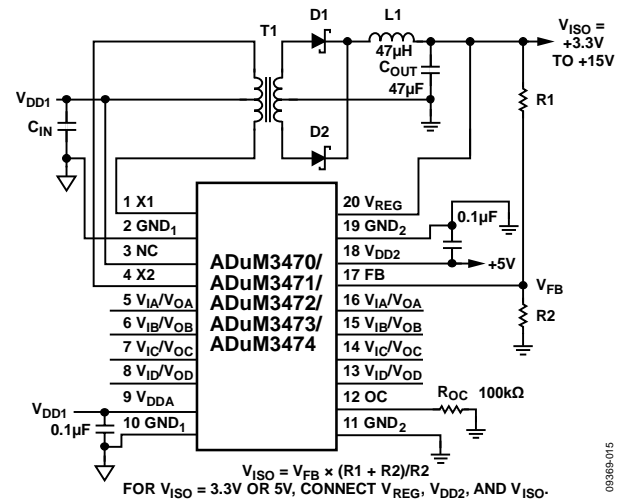 T1
D1
L1
47µH
V_ISO =
+3.3V
TO +15V
C_OUT
47µF
R1
V_DD1
C_IN
D2
1 X1
2 GND₁
3 NC
4 X2
5 V_IA/V_OA
6 V_IB/V_OB
7 V_IC/V_OC
8 V_ID/V_OD
9 V_DDA
10 GND₁
V_DD1
0.1µF
ADuM3470/
ADuM3471/
ADuM3472/
ADuM3473/
ADuM3474
20 V_REG
19 GND₂
18 V_DD2
17 FB
16 V_IA/V_OA
15 V_IB/V_OB
14 V_IC/V_OC
13 V_ID/V_OD
12 OC
11 GND₂
0.1µF
+5V
V_FB
R2
R_OC 100kΩ
V_ISO = V_FB × (R1 + R2)/R2
FOR V_ISO = 3.3V OR 5V, CONNECT V_REG, V_DD2, AND V_ISO.
09369-015